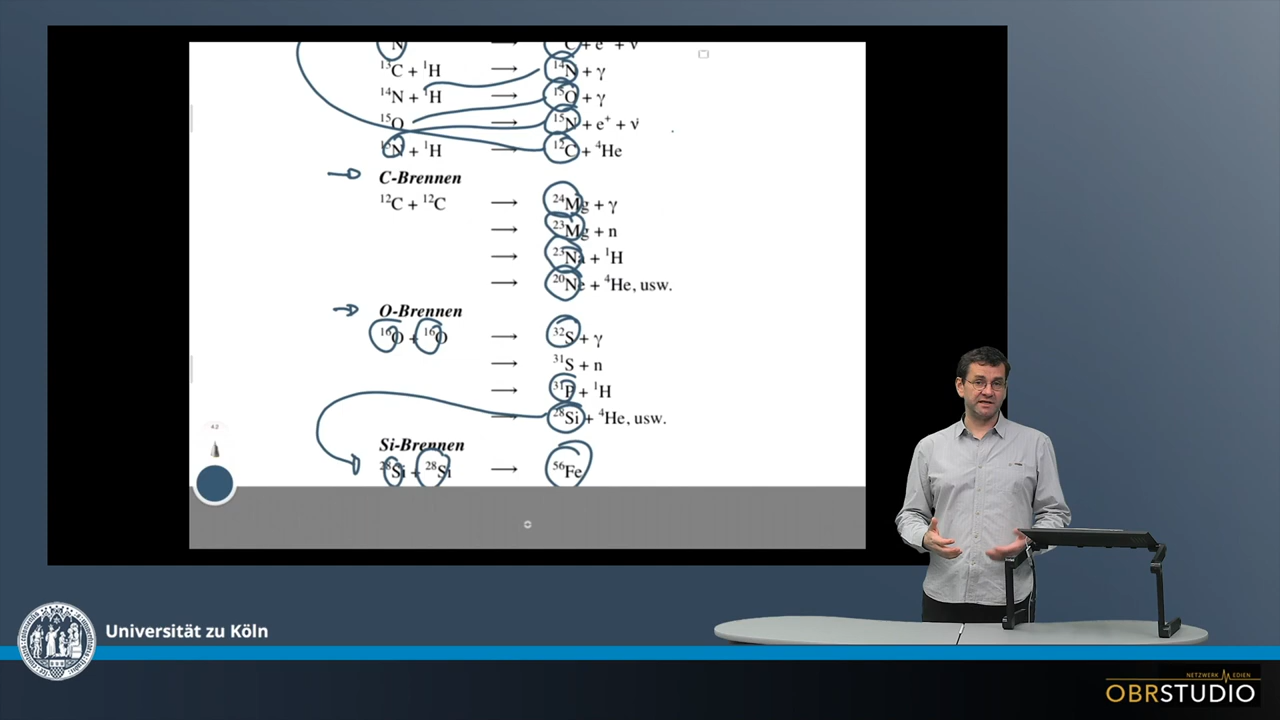 N → C + e⁺ + ν
¹³C + ¹H → ¹⁴N + γ
¹⁴N + ¹H → ¹⁵O + γ
¹⁵O → ¹⁵N + e⁺ + ν
¹⁵N + ¹H → ¹²C + ⁴He
C-Brennen
¹²C + ¹²C → ²⁴Mg + γ
→ ²³Mg + n
→ ²³Na + ¹H
→ ²⁰Ne + ⁴He, usw.
O-Brennen
¹⁶O + ¹⁶O → ³²S + γ
→ ³¹S + n
→ ³¹P + ¹H
→ ²⁸Si + ⁴He, usw.
Si-Brennen
²⁸Si + ²⁸Si → ⁵⁶Fe
4.2
Universität zu Köln
NETZWERK MEDIEN
OBRSTUDIO